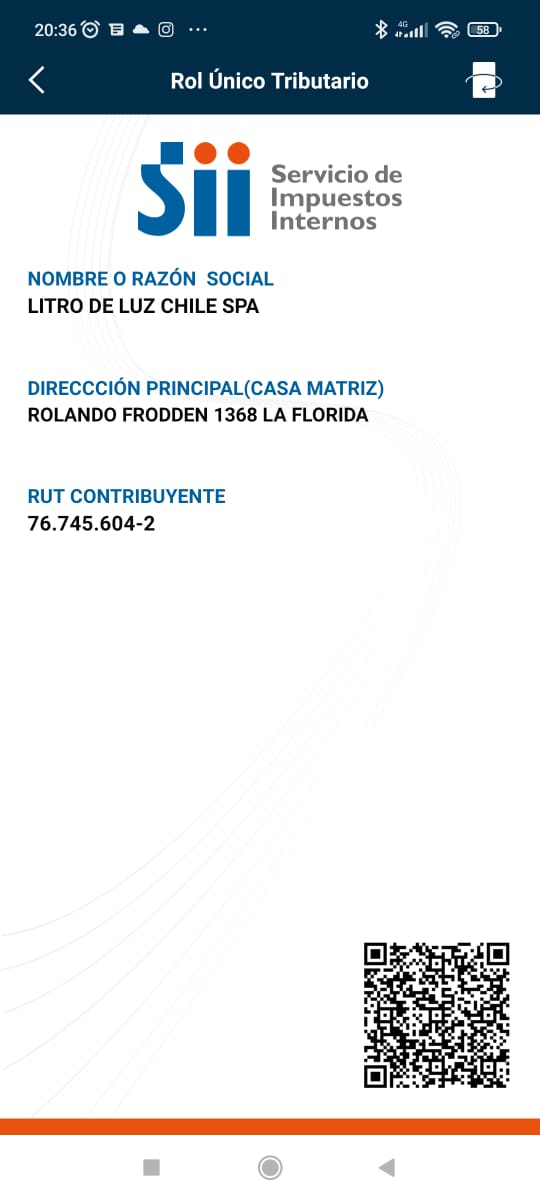 20:36
4G
58
Rol Único Tributario
Sii
Servicio de
Impuestos
Internos
NOMBRE O RAZÓN SOCIAL
LITRO DE LUZ CHILE SPA
DIRECCCIÓN PRINCIPAL(CASA MATRIZ)
ROLANDO FRODDEN 1368 LA FLORIDA
RUT CONTRIBUYENTE
76.745.604-2